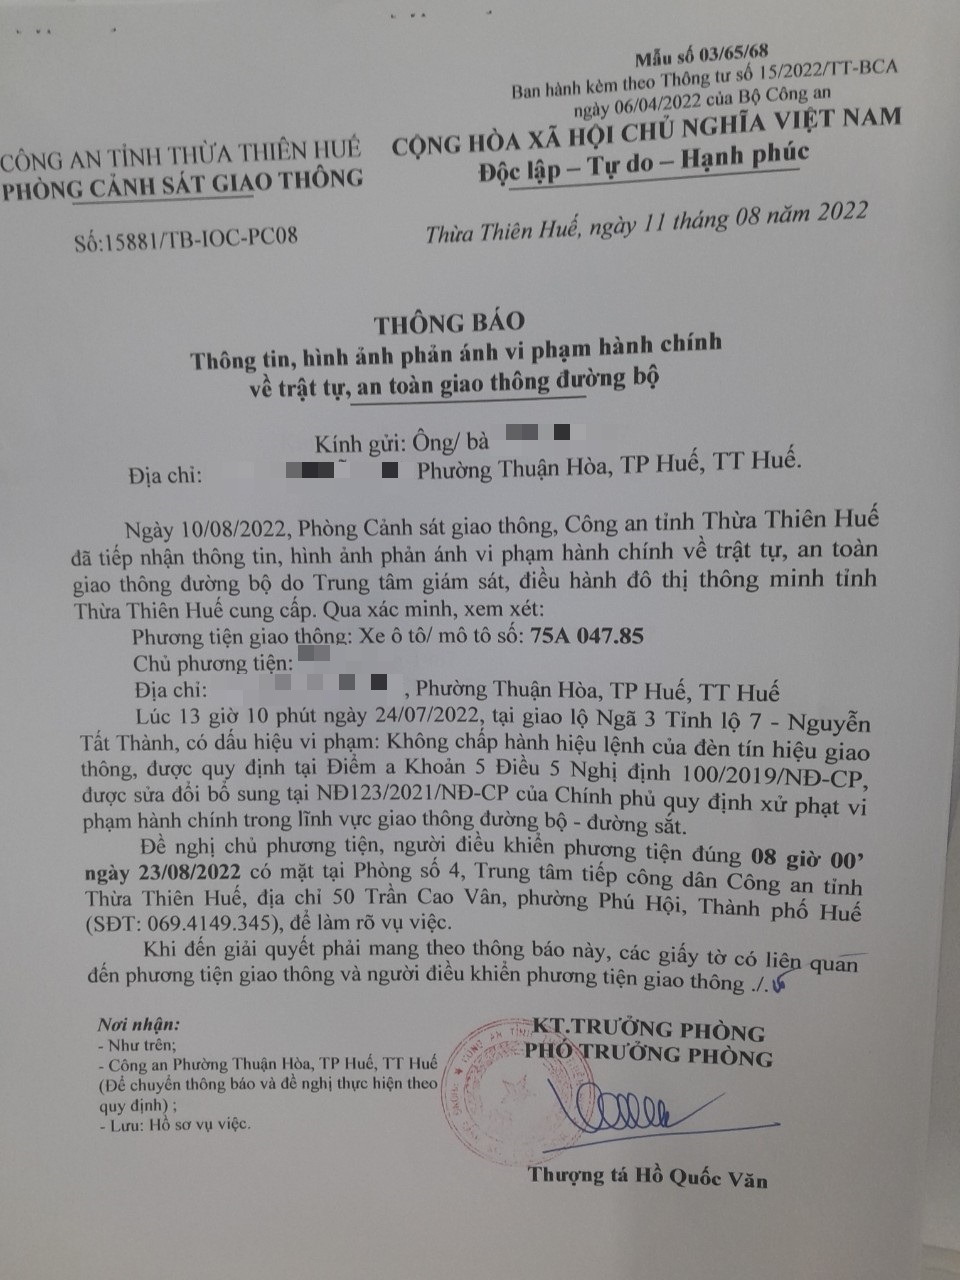 Mẫu số 03/65/68
Ban hành kèm theo Thông tư số 15/2022/TT-BCA
ngày 06/04/2022 của Bộ Công an
CÔNG AN TỈNH THỪA THIÊN HUẾ
PHÒNG CẢNH SÁT GIAO THÔNG
CỘNG HÒA XÃ HỘI CHỦ NGHĨA VIỆT NAM
Độc lập – Tự do – Hạnh phúc
Số:15881/TB-IOC-PC08
Thừa Thiên Huế, ngày 11 tháng 08 năm 2022
THÔNG BÁO
Thông tin, hình ảnh phản ánh vi phạm hành chính
về trật tự, an toàn giao thông đường bộ
Kính gửi: Ông/ bà
Địa chỉ: Phường Thuận Hòa, TP Huế, TT Huế.
Ngày 10/08/2022, Phòng Cảnh sát giao thông, Công an tỉnh Thừa Thiên Huế
đã tiếp nhận thông tin, hình ảnh phản ánh vi phạm hành chính về trật tự, an toàn
giao thông đường bộ do Trung tâm giám sát, điều hành đô thị thông minh tỉnh
Thừa Thiên Huế cung cấp. Qua xác minh, xem xét:
Phương tiện giao thông: Xe ô tô/ mô tô số: 75A 047.85
Chủ phương tiện:
Địa chỉ: , Phường Thuận Hòa, TP Huế, TT Huế
Lúc 13 giờ 10 phút ngày 24/07/2022, tại giao lộ Ngã 3 Tỉnh lộ 7 - Nguyễn
Tất Thành, có dấu hiệu vi phạm: Không chấp hành hiệu lệnh của đèn tín hiệu giao
thông, được quy định tại Điểm a Khoản 5 Điều 5 Nghị định 100/2019/NĐ-CP,
được sửa đổi bổ sung tại NĐ123/2021/NĐ-CP của Chính phủ quy định xử phạt vi
phạm hành chính trong lĩnh vực giao thông đường bộ - đường sắt.
Đề nghị chủ phương tiện, người điều khiển phương tiện đúng 08 giờ 00’
ngày 23/08/2022 có mặt tại Phòng số 4, Trung tâm tiếp công dân Công an tỉnh
Thừa Thiên Huế, địa chỉ 50 Trần Cao Vân, phường Phú Hội, Thành phố Huế
(SĐT: 069.4149.345), để làm rõ vụ việc.
Khi đến giải quyết phải mang theo thông báo này, các giấy tờ có liên quan
đến phương tiện giao thông và người điều khiển phương tiện giao thông ./.
Nơi nhận:
- Như trên;
- Công an Phường Thuận Hòa, TP Huế, TT Huế
(Để chuyển thông báo và đề nghị thực hiện theo
quy định) ;
- Lưu: Hồ sơ vụ việc.
KT.TRƯỞNG PHÒNG
PHÓ TRƯỞNG PHÒNG
Thượng tá Hồ Quốc Văn